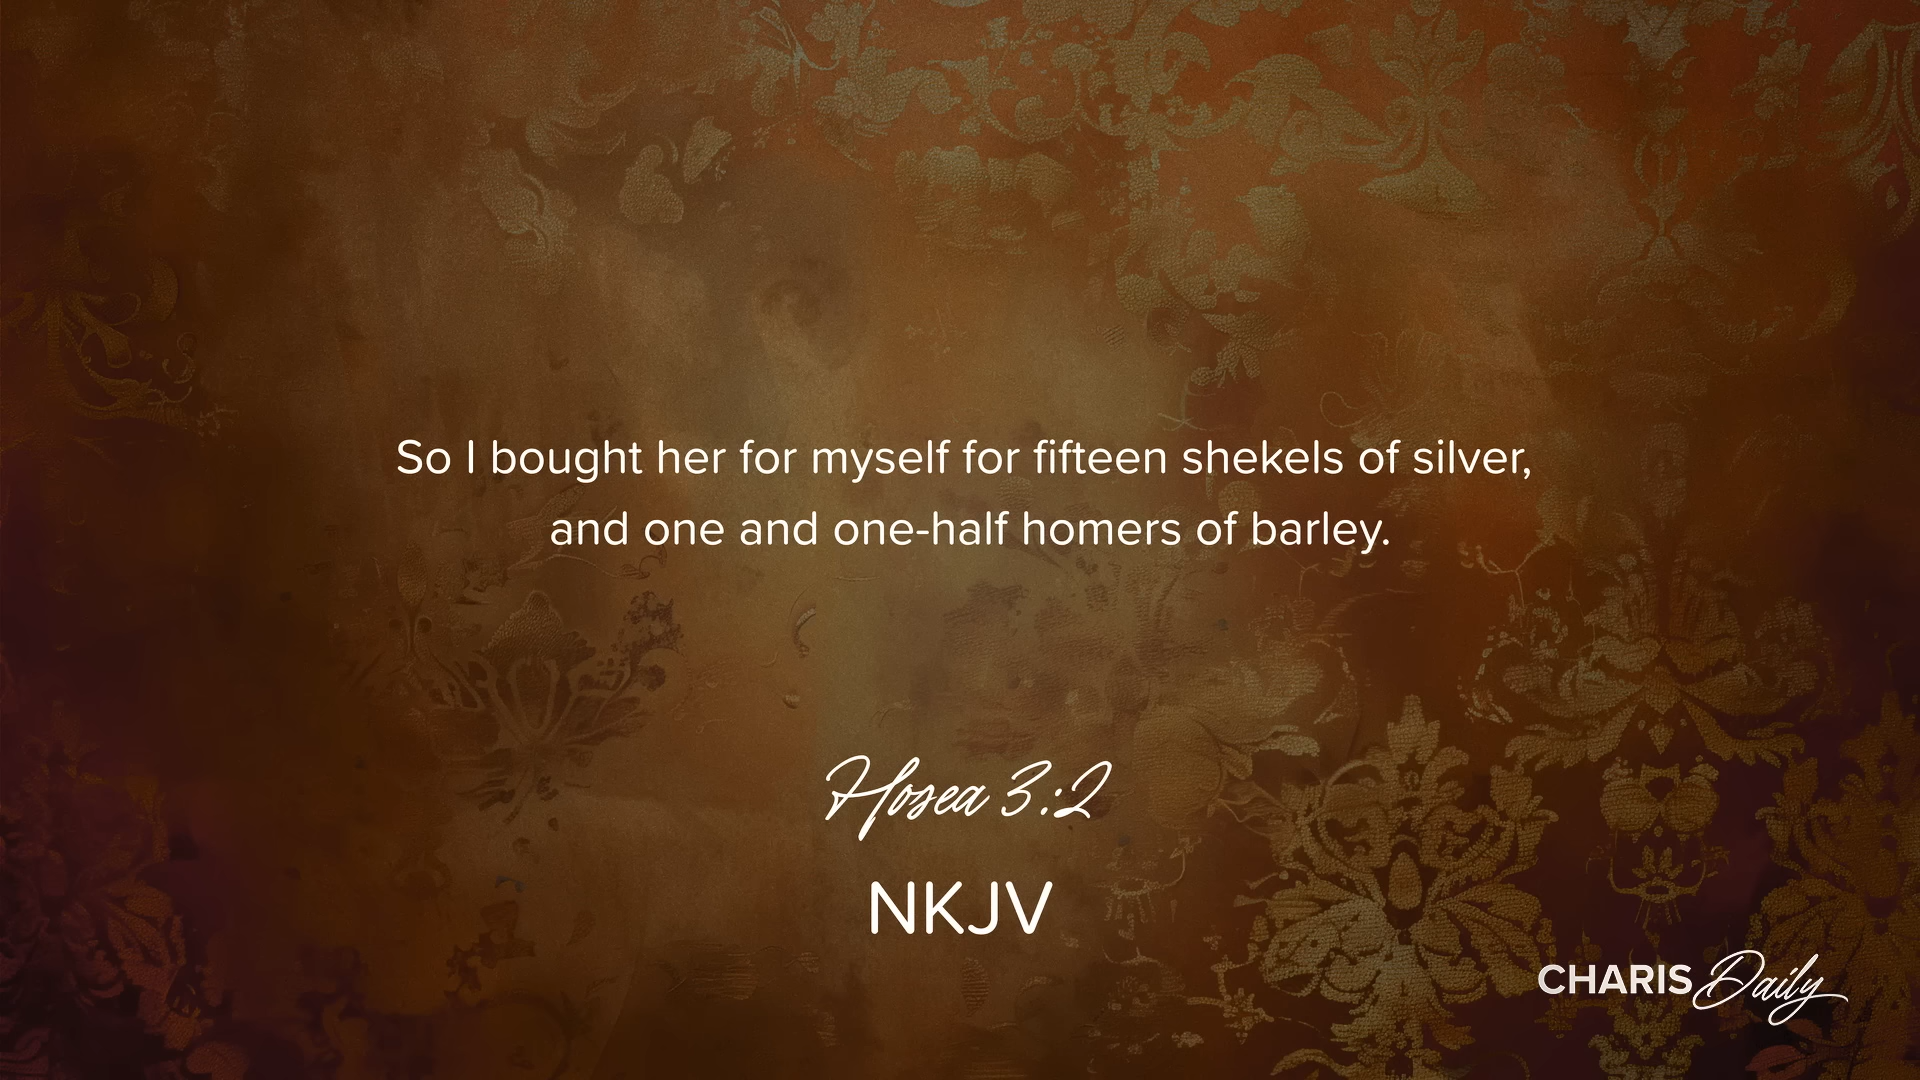 So I bought her for myself for fifteen shekels of silver,
and one and one-half homers of barley.
Hosea 3:2
NKJV
CHARIS Daily